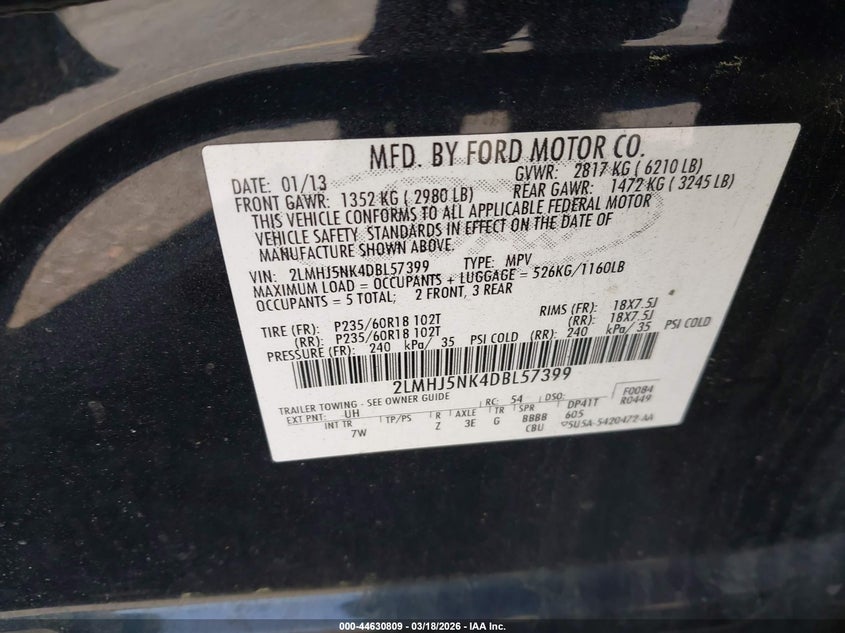 MFD. BY FORD MOTOR CO.
DATE: 01/13 GVWR: 2817 KG ( 6210 LB)
FRONT GAWR: 1352 KG ( 2980 LB) REAR GAWR: 1472 KG ( 3245 LB)
THIS VEHICLE CONFORMS TO ALL APPLICABLE FEDERAL MOTOR
VEHICLE SAFETY STANDARDS IN EFFECT ON THE DATE OF
MANUFACTURE SHOWN ABOVE.
VIN: 2LMHJ5NK4DBL57399 TYPE: MPV
MAXIMUM LOAD = OCCUPANTS + LUGGAGE = 526KG/1160LB
OCCUPANTS = 5 TOTAL; 2 FRONT, 3 REAR
TIRE (FR): P235/60R18 102T RIMS (FR): 18X7.5J
(RR): P235/60R18 102T (RR): 18X7.5J
PRESSURE (FR): 240 kPa/ 35 PSI COLD (RR): 240 kPa/ 35 PSI COLD
2LMHJ5NK4DBL57399
TRAILER TOWING - SEE OWNER GUIDE
EXT PNT: UH RC: 54 DSO: F0084
R0449
INT TR TP/PS R AXLE TR SPR DP41T
7W Z 3E G BBBB 605
CBU 5U5A-5420472-AA
000-44630809 - 03/18/2026 - IAA Inc.